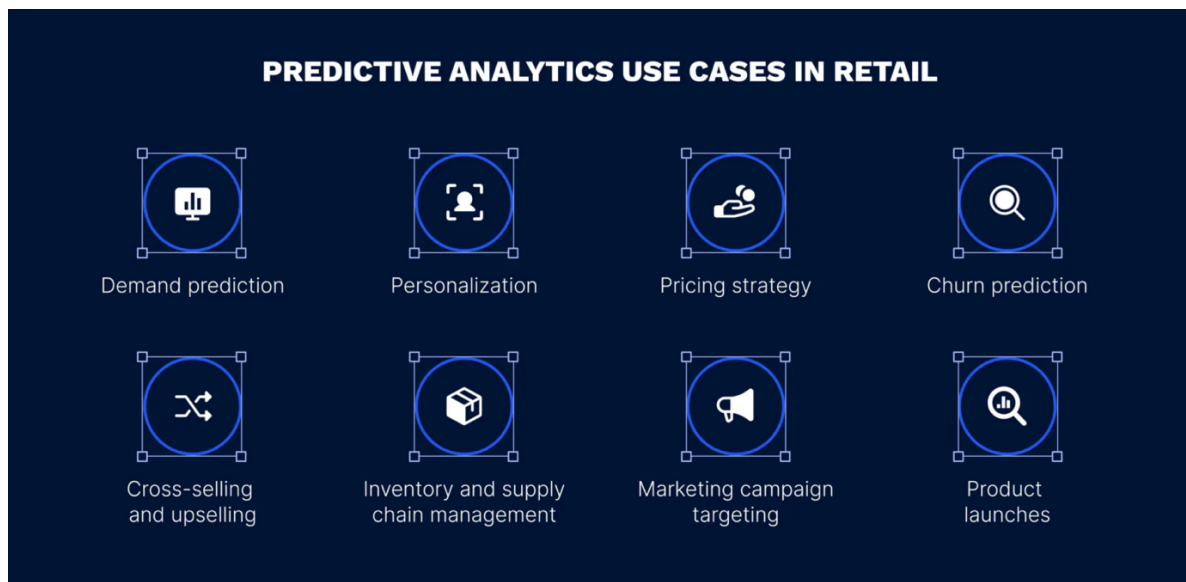 PREDICTIVE ANALYTICS USE CASES IN RETAIL
Demand prediction
Personalization
Pricing strategy
Churn prediction
Cross-selling
and upselling
Inventory and supply
chain management
Marketing campaign
targeting
Product
launches